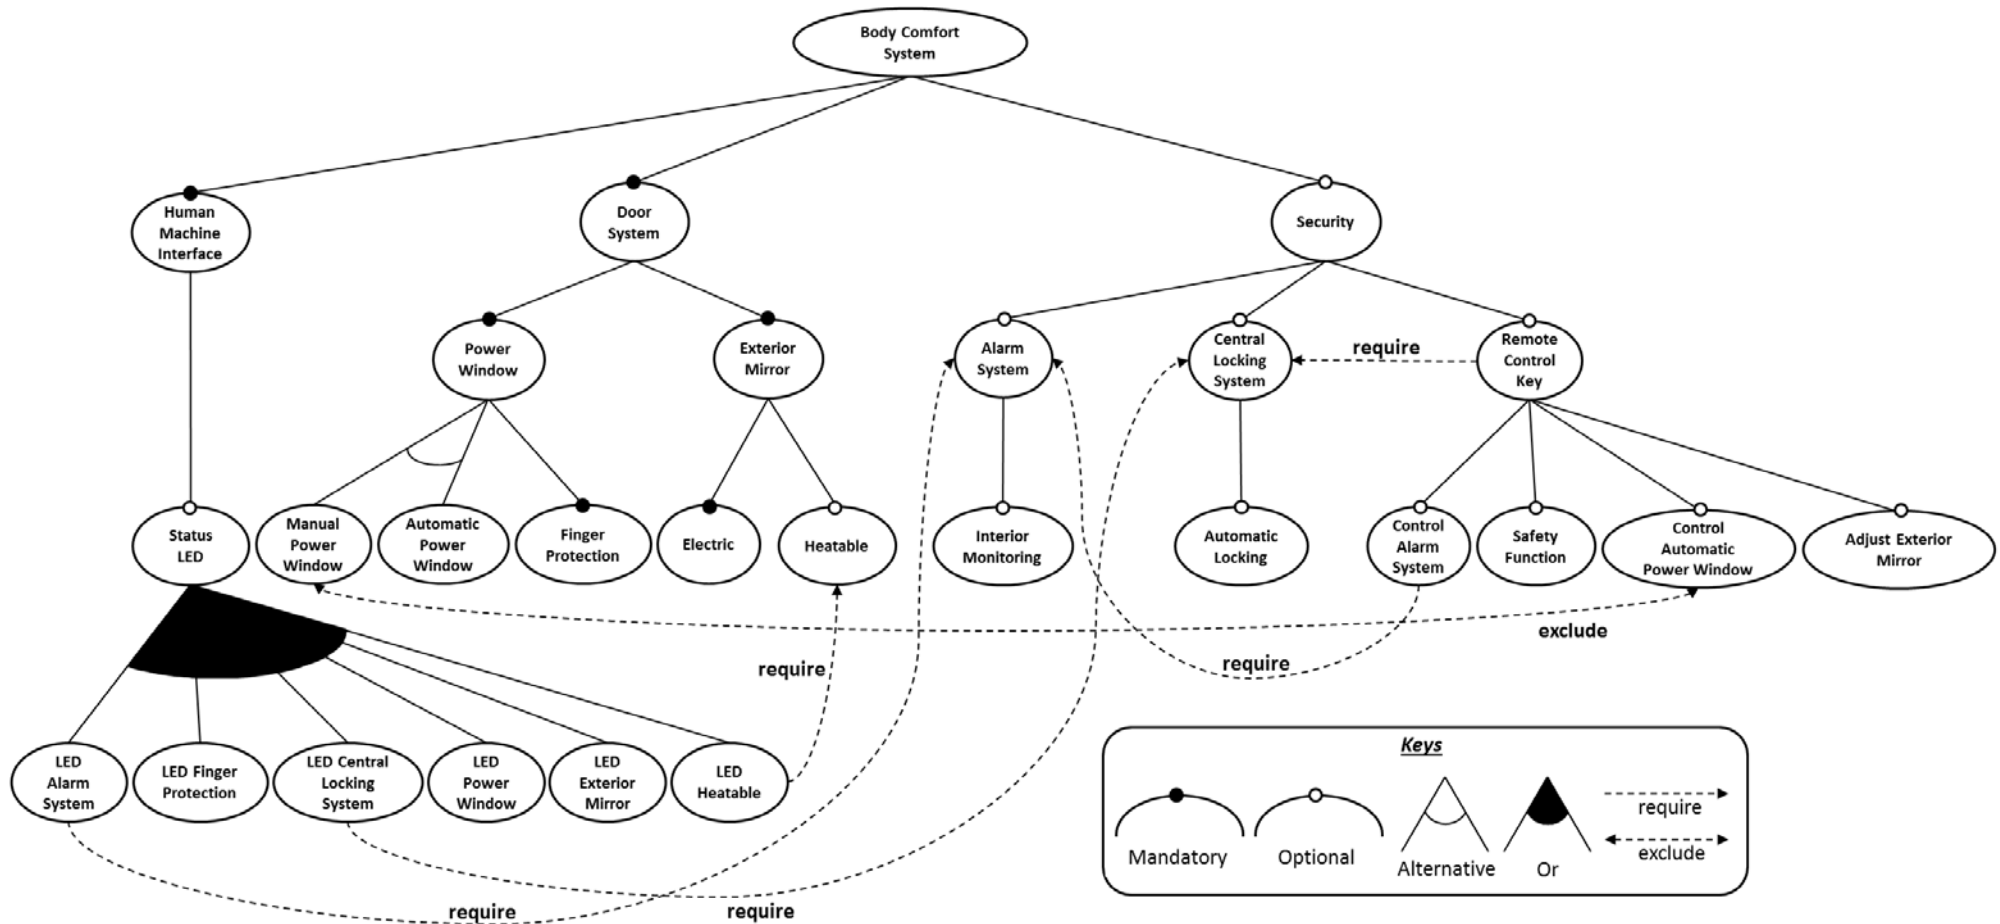 Body Comfort
System
Human
Machine
Interface
Door
System
Security
Power
Window
Exterior
Mirror
Alarm
System
Central
Locking
System
require
Remote
Control
Key
Status
LED
Manual
Power
Window
Automatic
Power
Window
Finger
Protection
Electric
Heatable
Interior
Monitoring
Automatic
Locking
Control
Alarm
System
Safety
Function
Control
Automatic
Power Window
Adjust Exterior
Mirror
exclude
require
require
LED
Alarm
System
LED Finger
Protection
LED Central
Locking
System
LED
Power
Window
LED
Exterior
Mirror
LED
Heatable
require
require
Keys
Mandatory
Optional
Alternative
Or
require
exclude